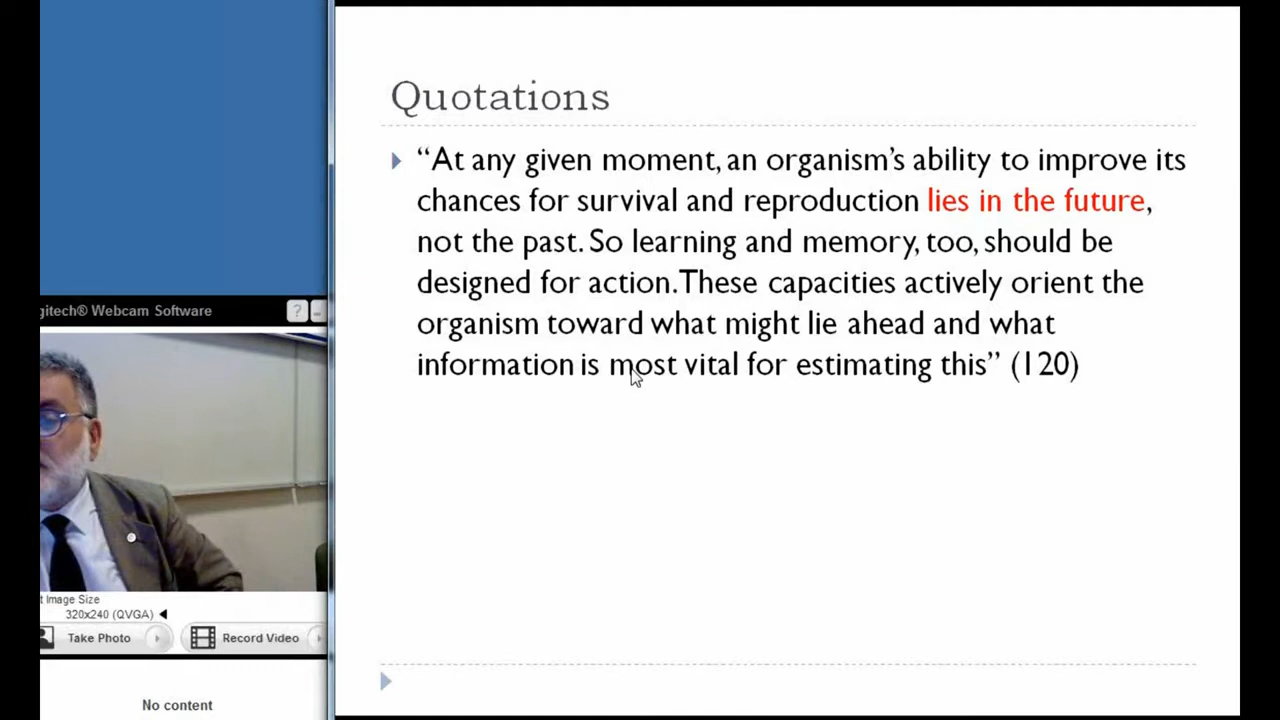 Quotations
“At any given moment, an organism’s ability to improve its
chances for survival and reproduction lies in the future,
not the past. So learning and memory, too, should be
designed for action. These capacities actively orient the
organism toward what might lie ahead and what
information is most vital for estimating this” (120)
gitech® Webcam Software
t Image Size
320x240 (QVGA)
Take Photo
Record Video
No content